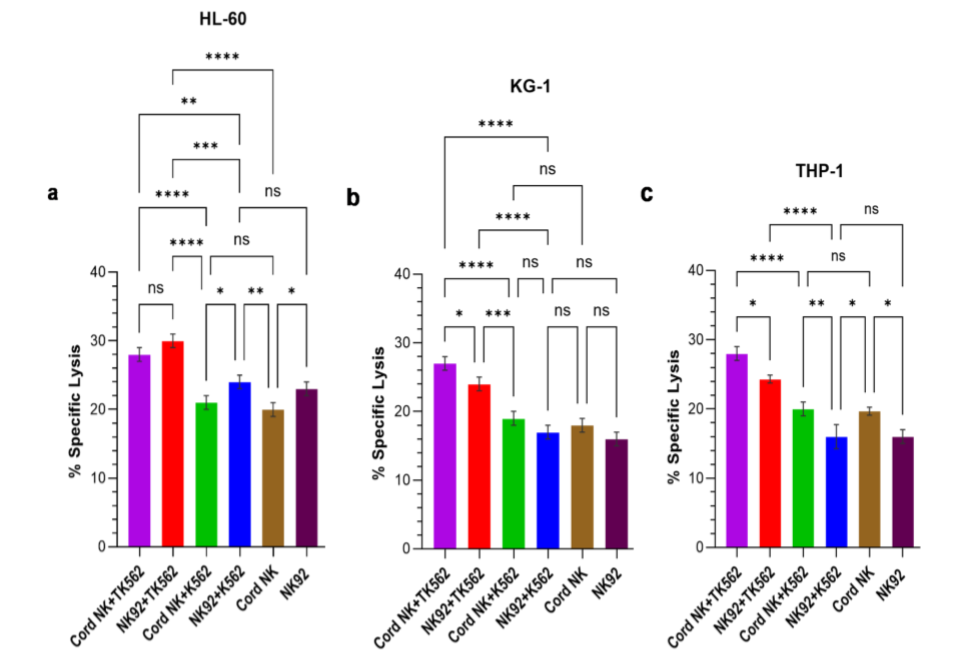 HL-60
****
**
***
a
****
ns
****
ns
ns
*
**
*
40
30
20
10
0
% Specific Lysis
Cord NK+TK562
NK92+TK562
Cord NK+K562
NK92+K562
Cord NK
NK92
KG-1
****
ns
b
****
****
ns
ns
*
***
ns
ns
40
30
20
10
0
% Specific Lysis
Cord NK+TK562
NK92+TK562
Cord NK+K562
NK92+K562
Cord NK
NK92
THP-1
c
****
ns
****
ns
*
**
*
*
40
30
20
10
0
% Specific Lysis
Cord NK+TK562
NK92+TK562
Cord NK+K562
NK92+K562
Cord NK
NK92